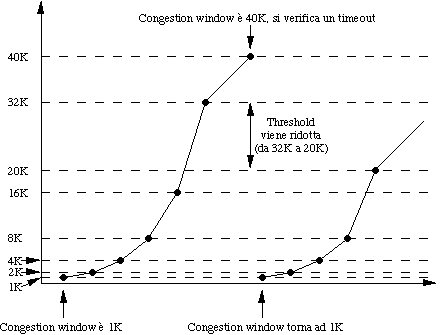 Congestion window è 40K, si verifica un timeout
40K
32K
Threshold
viene ridotta
(da 32K a 20K)
20K
16K
8K
4K
2K
1K
Congestion window è 1K
Congestion window torna ad 1K